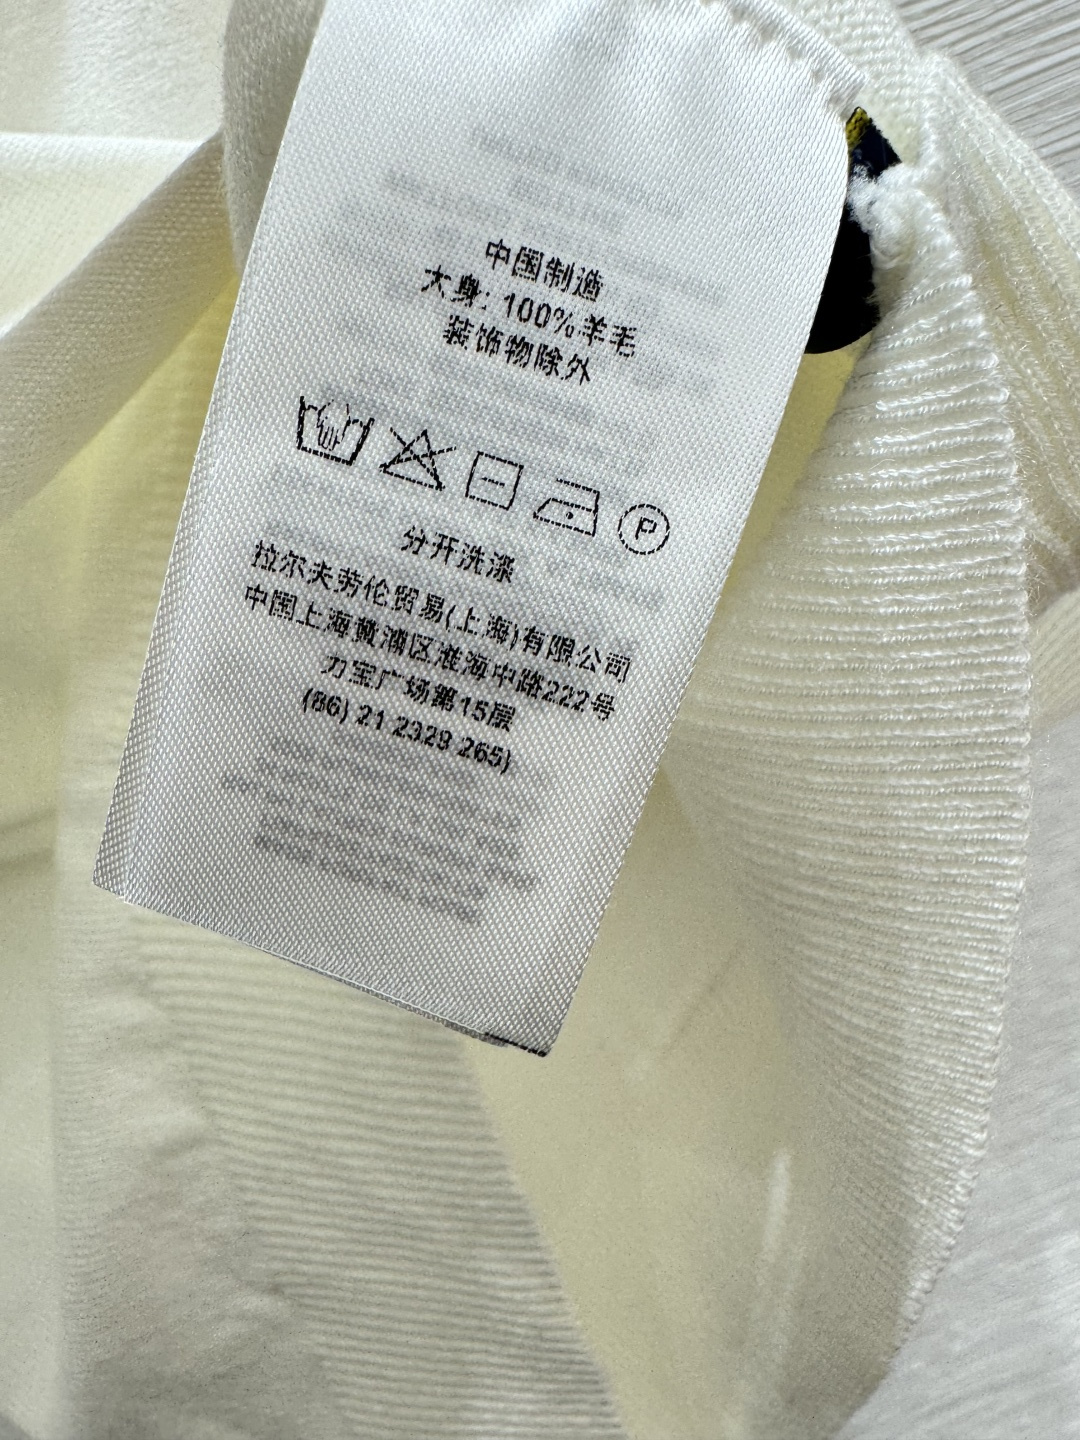 中国制造
大身: 100%羊毛
装饰物除外
P
分开洗涤
拉尔夫劳伦贸易(上海)有限公司
中国上海黄浦区淮海中路222号
力宝广场第15层
(86) 21 2329 265)